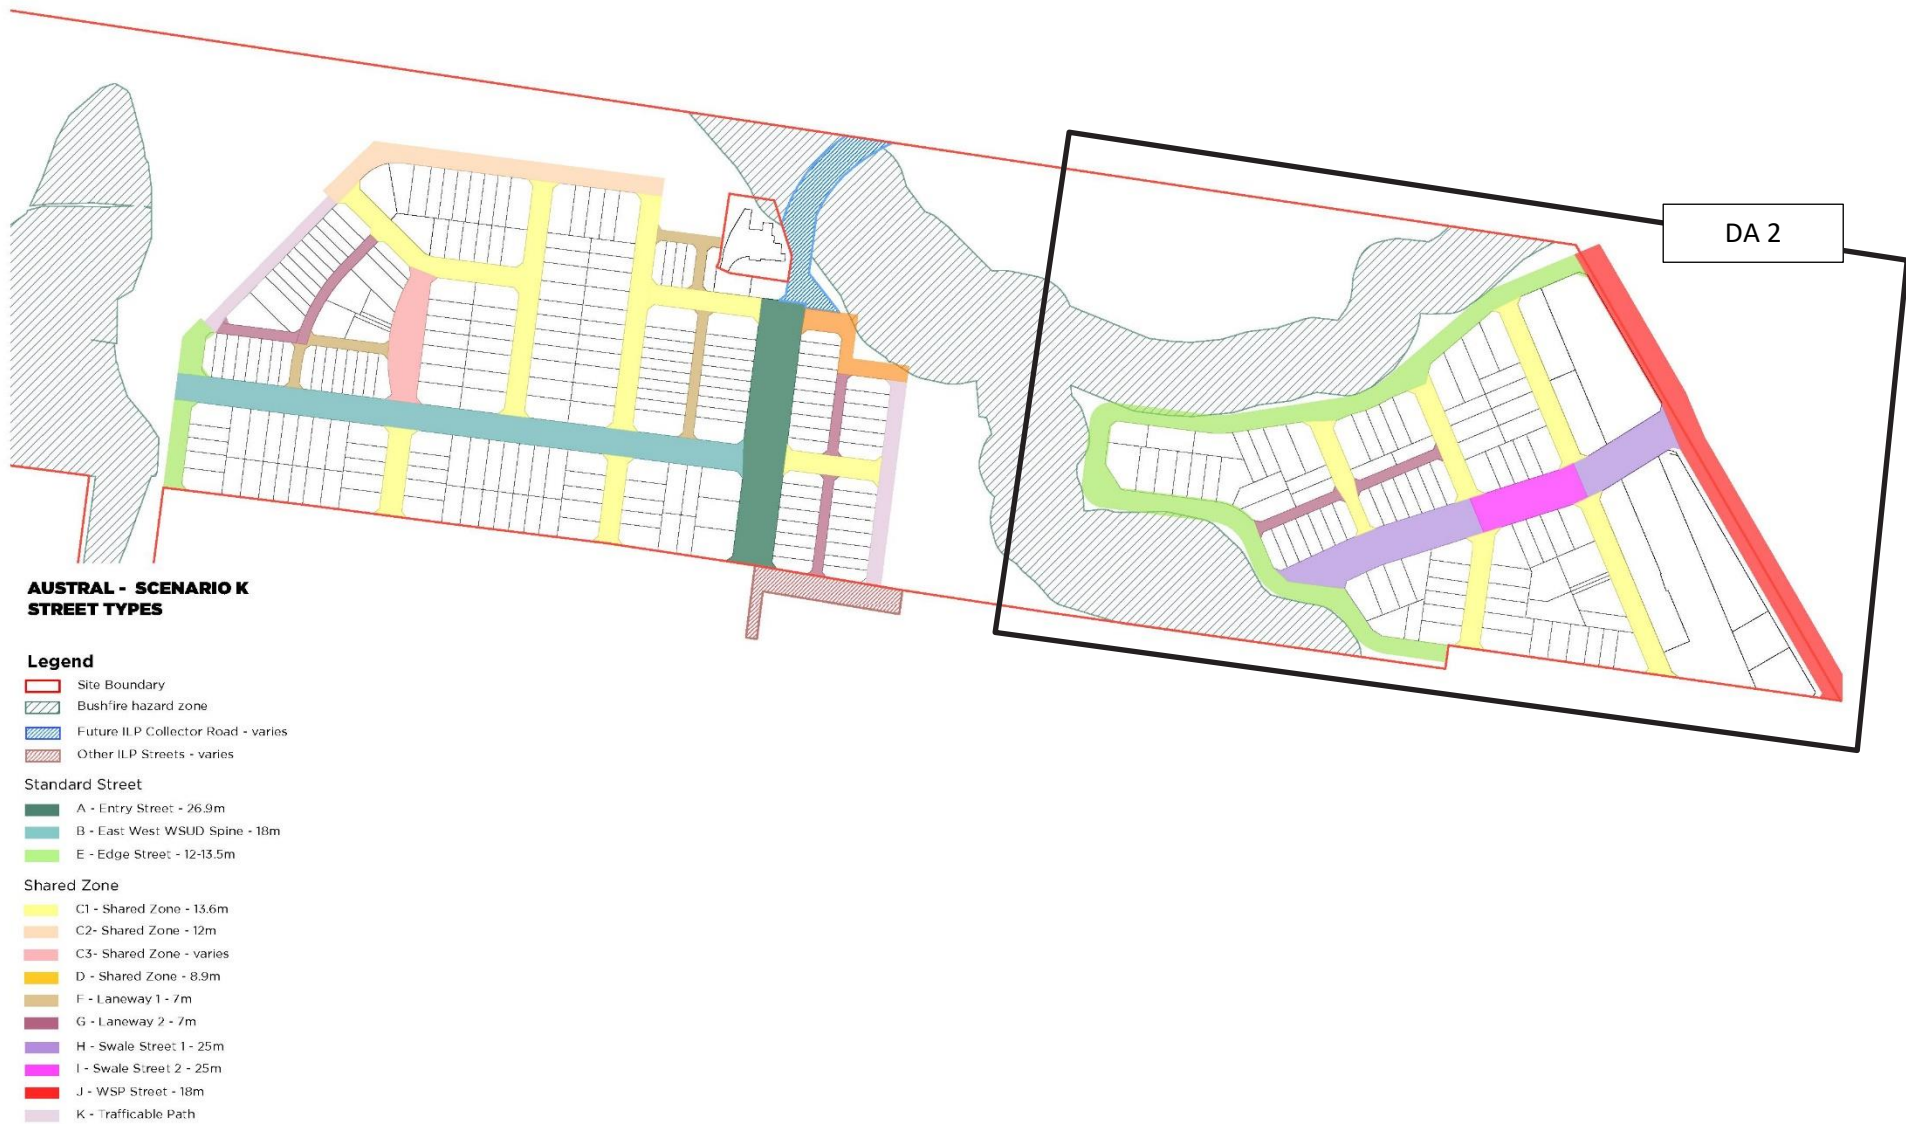 DA 2
AUSTRAL - SCENARIO K
STREET TYPES
Legend
Site Boundary
Bushfire hazard zone
Future ILP Collector Road - varies
Other ILP Streets - varies
Standard Street
A - Entry Street - 26.9m
B - East West WSUD Spine - 18m
E - Edge Street - 12-13.5m
Shared Zone
C1 - Shared Zone - 13.6m
C2- Shared Zone - 12m
C3- Shared Zone - varies
D - Shared Zone - 8.9m
F - Laneway 1 - 7m
G - Laneway 2 - 7m
H - Swale Street 1 - 25m
I - Swale Street 2 - 25m
J - WSP Street - 18m
K - Trafficable Path